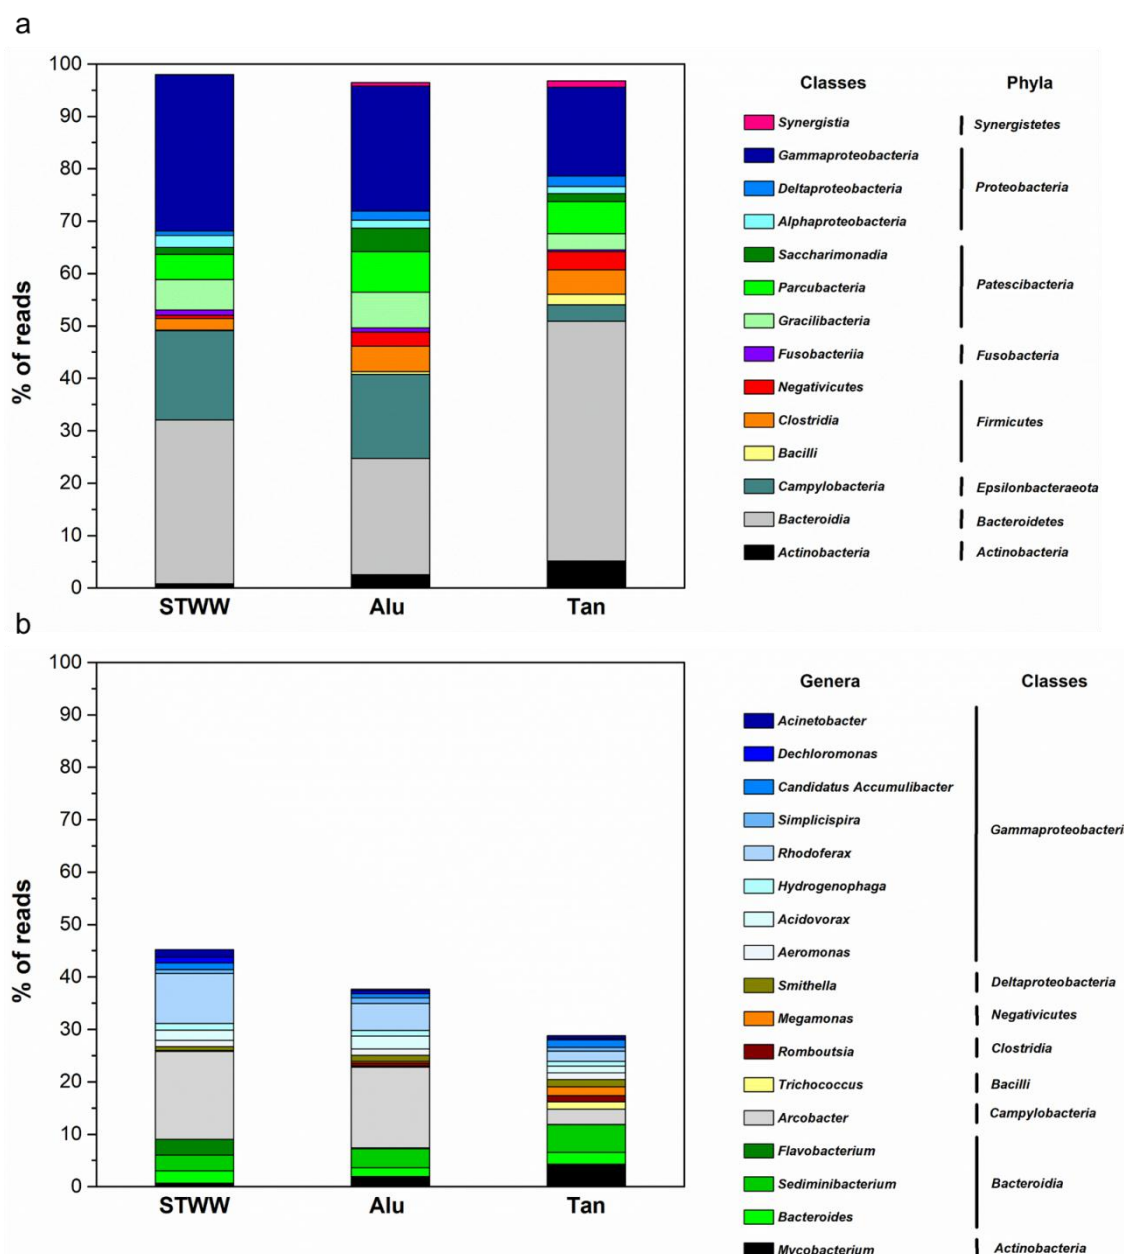 a
100
90
80
70
60
50
40
30
20
10
0
% of reads
STWW Alu Tan
Classes Phyla
Synergistia Synergistetes
Gammaproteobacteria
Deltaproteobacteria Proteobacteria
Alphaproteobacteria
Saccharimonadia
Parcubacteria Patescibacteria
Gracilibacteria
Fusobacteriia Fusobacteria
Negativicutes
Clostridia Firmicutes
Bacilli
Campylobacteria Epsilonbacteraeota
Bacteroidia Bacteroidetes
Actinobacteria Actinobacteria
b
100
90
80
70
60
50
40
30
20
10
0
% of reads
STWW Alu Tan
Genera Classes
Acinetobacter
Dechloromonas
Candidatus Accumulibacter
Simplicispira
Rhodoferax Gammaproteobacteri
Hydrogenophaga
Acidovorax
Aeromonas
Smithella Deltaproteobacteria
Megamonas Negativicutes
Romboutsia Clostridia
Trichococcus Bacilli
Arcobacter Campylobacteria
Flavobacterium
Sediminibacterium Bacteroidia
Bacteroides
Mycobacterium Actinobacteria